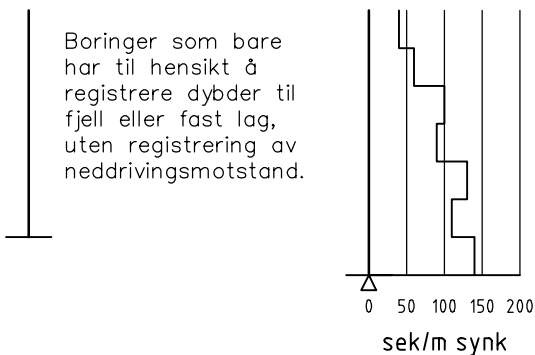 Boringer som bare
har til hensikt å
registrere dybder til
fjell eller fast lag,
uten registrering av
neddrivingsmotstand.
0 50 100 150 200
sek/m synk